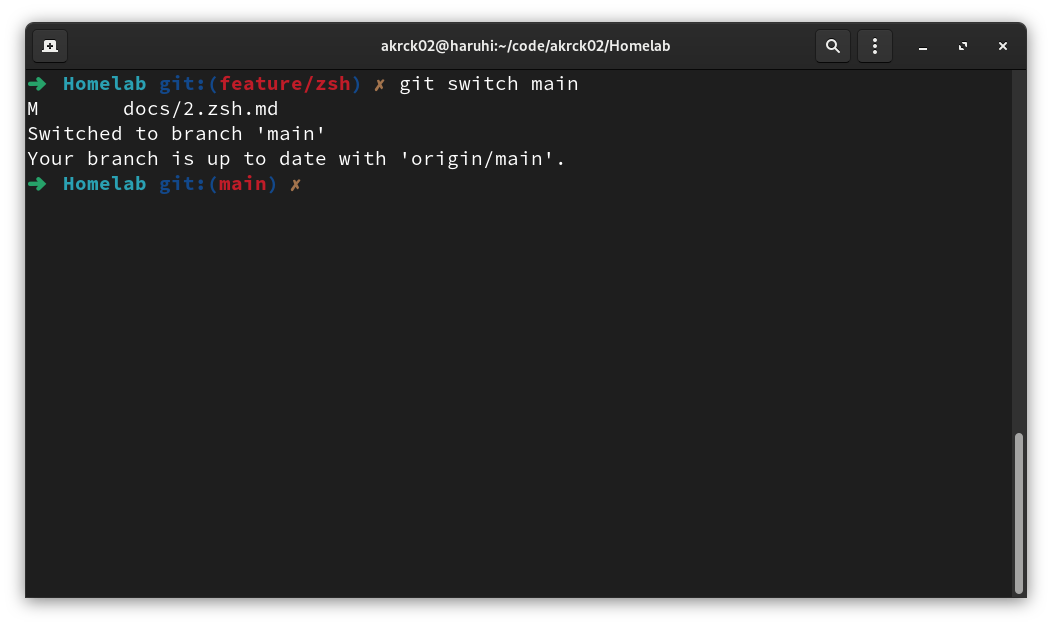 akrck02@haruhi:~/code/akrck02/Homelab
➜ Homelab git:(feature/zsh) ✗ git switch main
M docs/2.zsh.md
Switched to branch 'main'
Your branch is up to date with 'origin/main'.
➜ Homelab git:(main) ✗